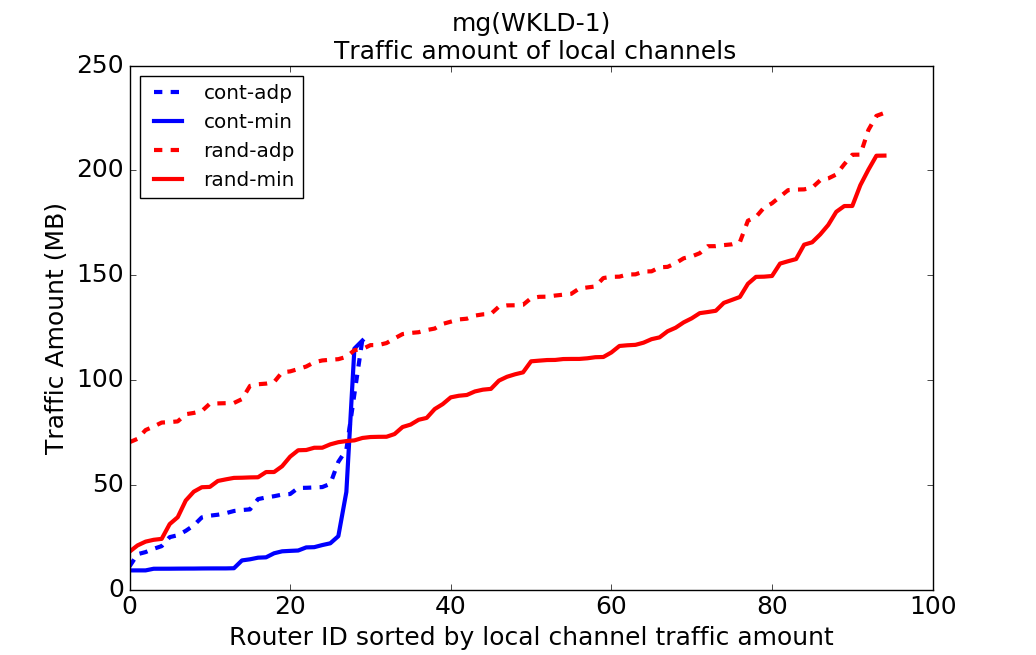 mg(WKLD-1)
Traffic amount of local channels
250
200
150
100
50
0
Traffic Amount (MB)
cont-adp
cont-min
rand-adp
rand-min
0 20 40 60 80 100
Router ID sorted by local channel traffic amount